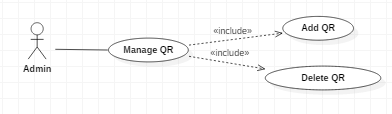 «include»
Add QR
Manage QR
«include»
Admin
Delete QR